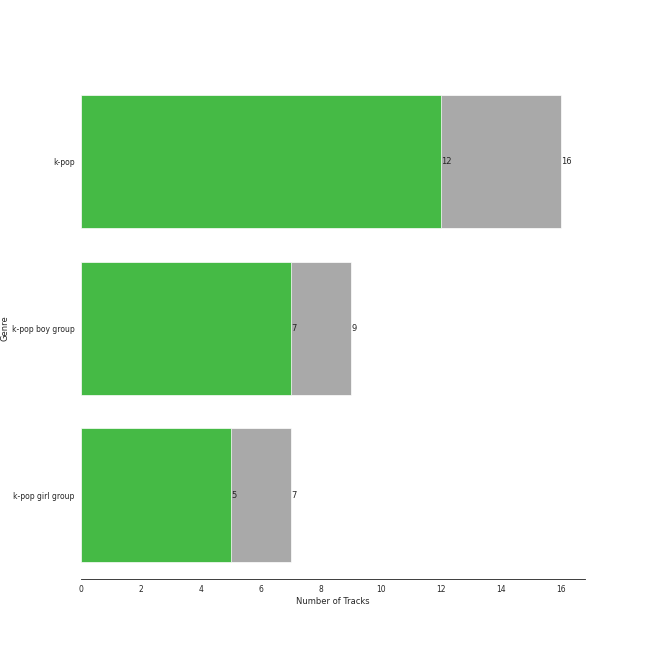 k-pop
12
16
k-pop boy group
7
9
k-pop girl group
5
7
Genre
0 2 4 6 8 10 12 14 16
Number of Tracks